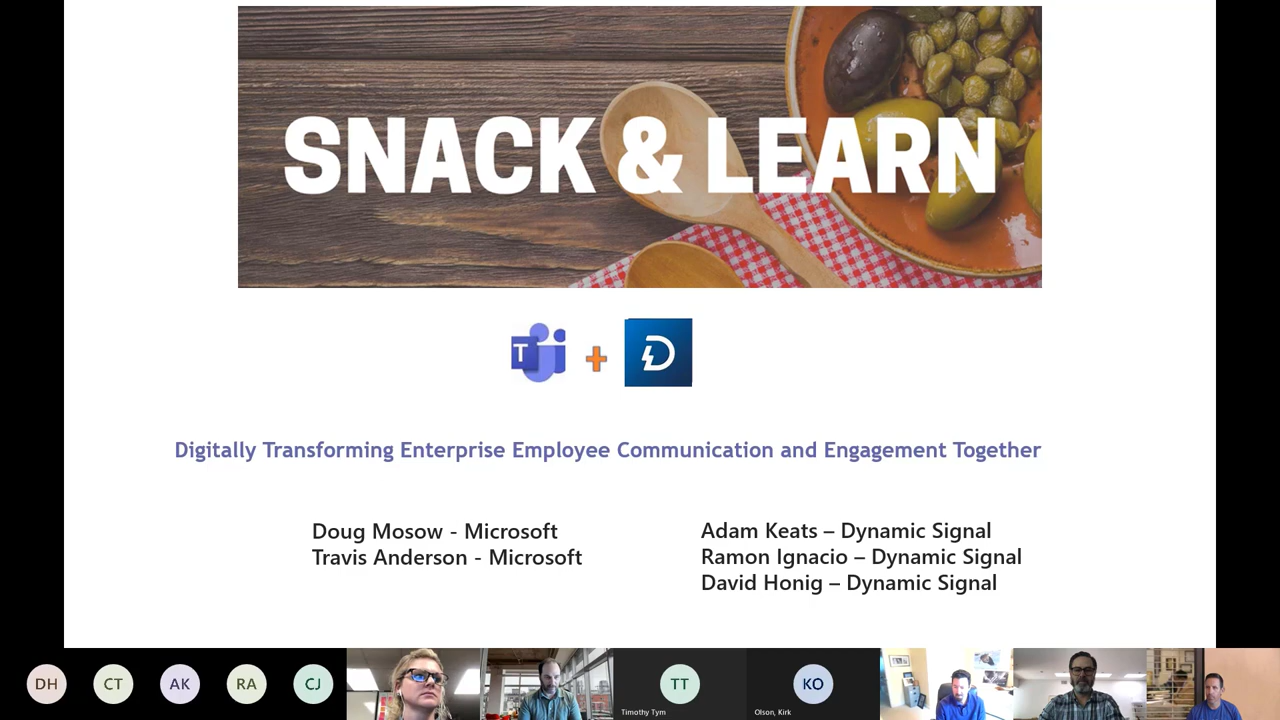 SNACK & LEARN
T
D
Digitally Transforming Enterprise Employee Communication and Engagement Together
Doug Mosow - Microsoft
Travis Anderson - Microsoft
Adam Keats – Dynamic Signal
Ramon Ignacio – Dynamic Signal
David Honig – Dynamic Signal
DH
CT
AK
RA
CJ
TT
Timothy Tym
KO
Olson, Kirk